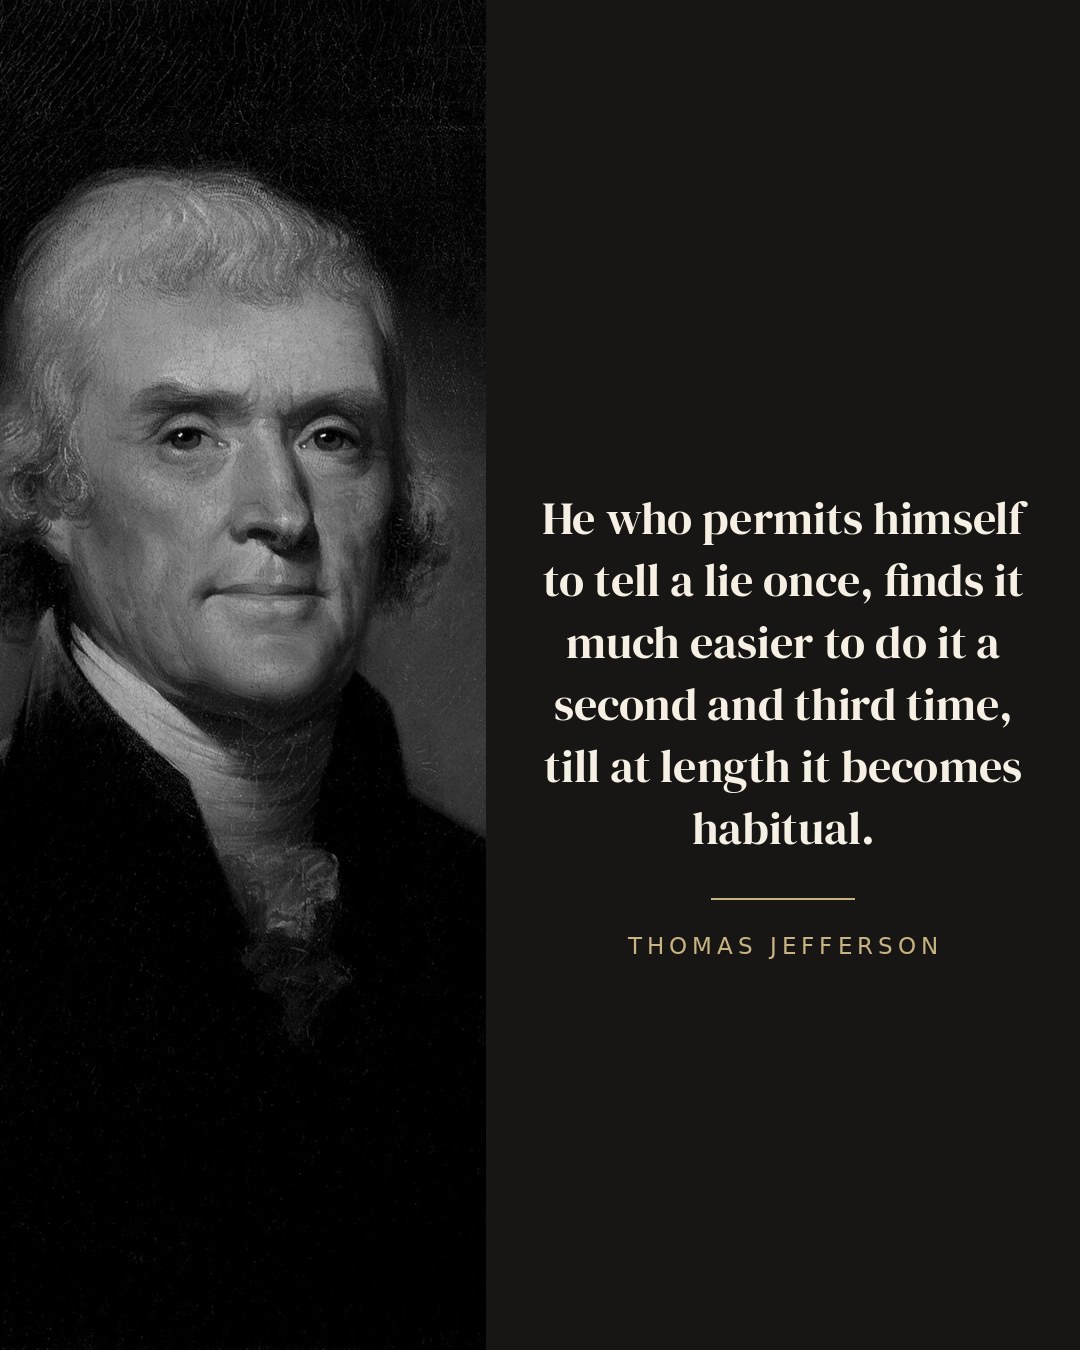 He who permits himself
to tell a lie once, finds it
much easier to do it a
second and third time,
till at length it becomes
habitual.
THOMAS JEFFERSON